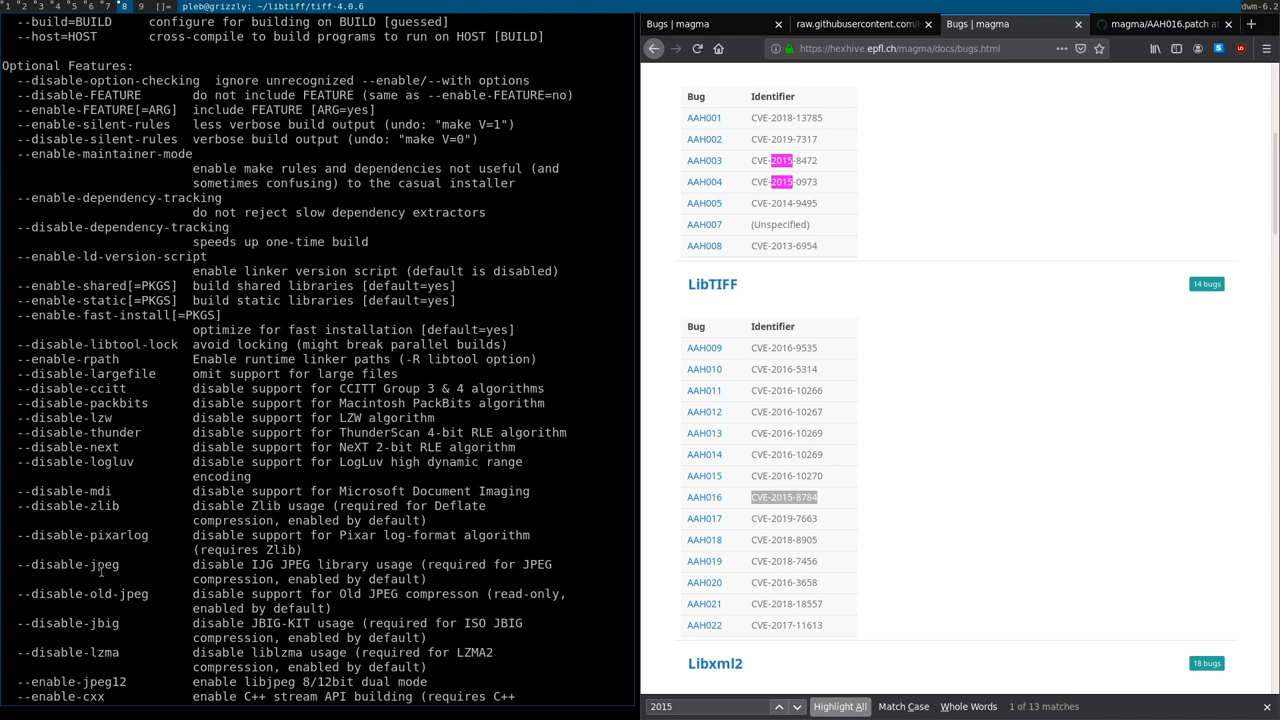 1 2 3 4 5 6 7 8 9 []= pleb@grizzly: ~/libtiff/tiff-4.0.6 dwm-6.2
--build=BUILD     configure for building on BUILD [guessed]
--host=HOST       cross-compile to build programs to run on HOST [BUILD]
Optional Features:
--disable-option-checking  ignore unrecognized --enable/--with options
--disable-FEATURE       do not include FEATURE (same as --enable-FEATURE=no)
--enable-FEATURE[=ARG]  include FEATURE [ARG=yes]
--enable-silent-rules   less verbose build output (undo: "make V=1")
--disable-silent-rules  verbose build output (undo: "make V=0")
--enable-maintainer-mode
enable make rules and dependencies not useful (and
sometimes confusing) to the casual installer
--enable-dependency-tracking
do not reject slow dependency extractors
--disable-dependency-tracking
speeds up one-time build
--enable-ld-version-script
enable linker version script (default is disabled)
--enable-shared[=PKGS]  build shared libraries [default=yes]
--enable-static[=PKGS]  build static libraries [default=yes]
--enable-fast-install[=PKGS]
optimize for fast installation [default=yes]
--disable-libtool-lock  avoid locking (might break parallel builds)
--enable-rpath          Enable runtime linker paths (-R libtool option)
--disable-largefile     omit support for large files
--disable-ccitt         disable support for CCITT Group 3 & 4 algorithms
--disable-packbits      disable support for Macintosh PackBits algorithm
--disable-lzw           disable support for LZW algorithm
--disable-thunder       disable support for ThunderScan 4-bit RLE algorithm
--disable-next          disable support for NeXT 2-bit RLE algorithm
--disable-logluv        disable support for LogLuv high dynamic range
encoding
--disable-mdi           disable support for Microsoft Document Imaging
--disable-zlib          disable Zlib usage (required for Deflate
compression, enabled by default)
--disable-pixarlog      disable support for Pixar log-format algorithm
(requires Zlib)
--disable-jpeg          disable IJG JPEG library usage (required for JPEG
compression, enabled by default)
--disable-old-jpeg      disable support for Old JPEG compresson (read-only,
enabled by default)
--disable-jbig          disable JBIG-KIT usage (required for ISO JBIG
compression, enabled by default)
--disable-lzma          disable liblzma usage (required for LZMA2
compression, enabled by default)
--enable-jpeg12         enable libjpeg 8/12bit dual mode
--enable-cxx            enable C++ stream API building (requires C++
Bugs | magma raw.githubusercontent.com/ Bugs | magma magma/AAH016.patch a
https://hexhive.epfl.ch/magma/docs/bugs.html
Bug Identifier
AAH001 CVE-2018-13785
AAH002 CVE-2019-7317
AAH003 CVE-2015-8472
AAH004 CVE-2015-0973
AAH005 CVE-2014-9495
AAH007 (Unspecified)
AAH008 CVE-2013-6954
LibTIFF 14 bugs
Bug Identifier
AAH009 CVE-2016-9535
AAH010 CVE-2016-5314
AAH011 CVE-2016-10266
AAH012 CVE-2016-10267
AAH013 CVE-2016-10269
AAH014 CVE-2016-10269
AAH015 CVE-2016-10270
AAH016 CVE-2015-8784
AAH017 CVE-2019-7663
AAH018 CVE-2018-8905
AAH019 CVE-2018-7456
AAH020 CVE-2016-3658
AAH021 CVE-2018-18557
AAH022 CVE-2017-11613
Libxml2 18 bugs
2015 Highlight All Match Case Whole Words 1 of 13 matches